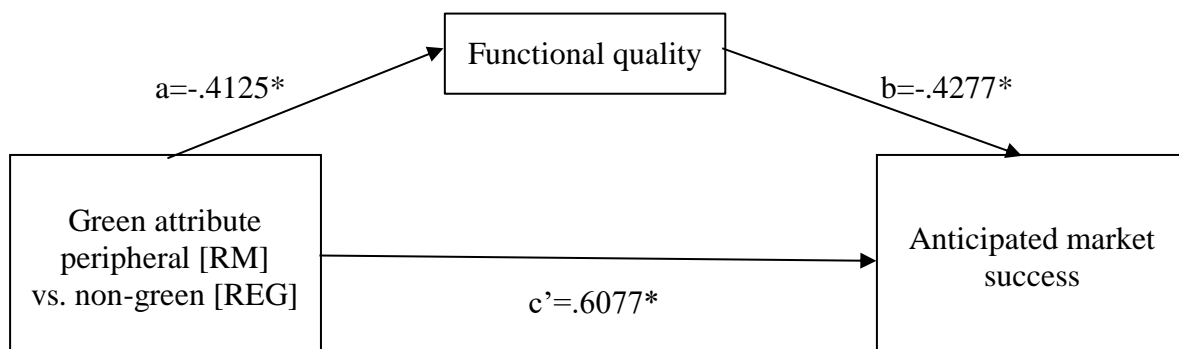 Functional quality
a=-.4125*
b=-.4277*
Green attribute
peripheral [RM]
vs. non-green [REG]
Anticipated market
success
c’=.6077*